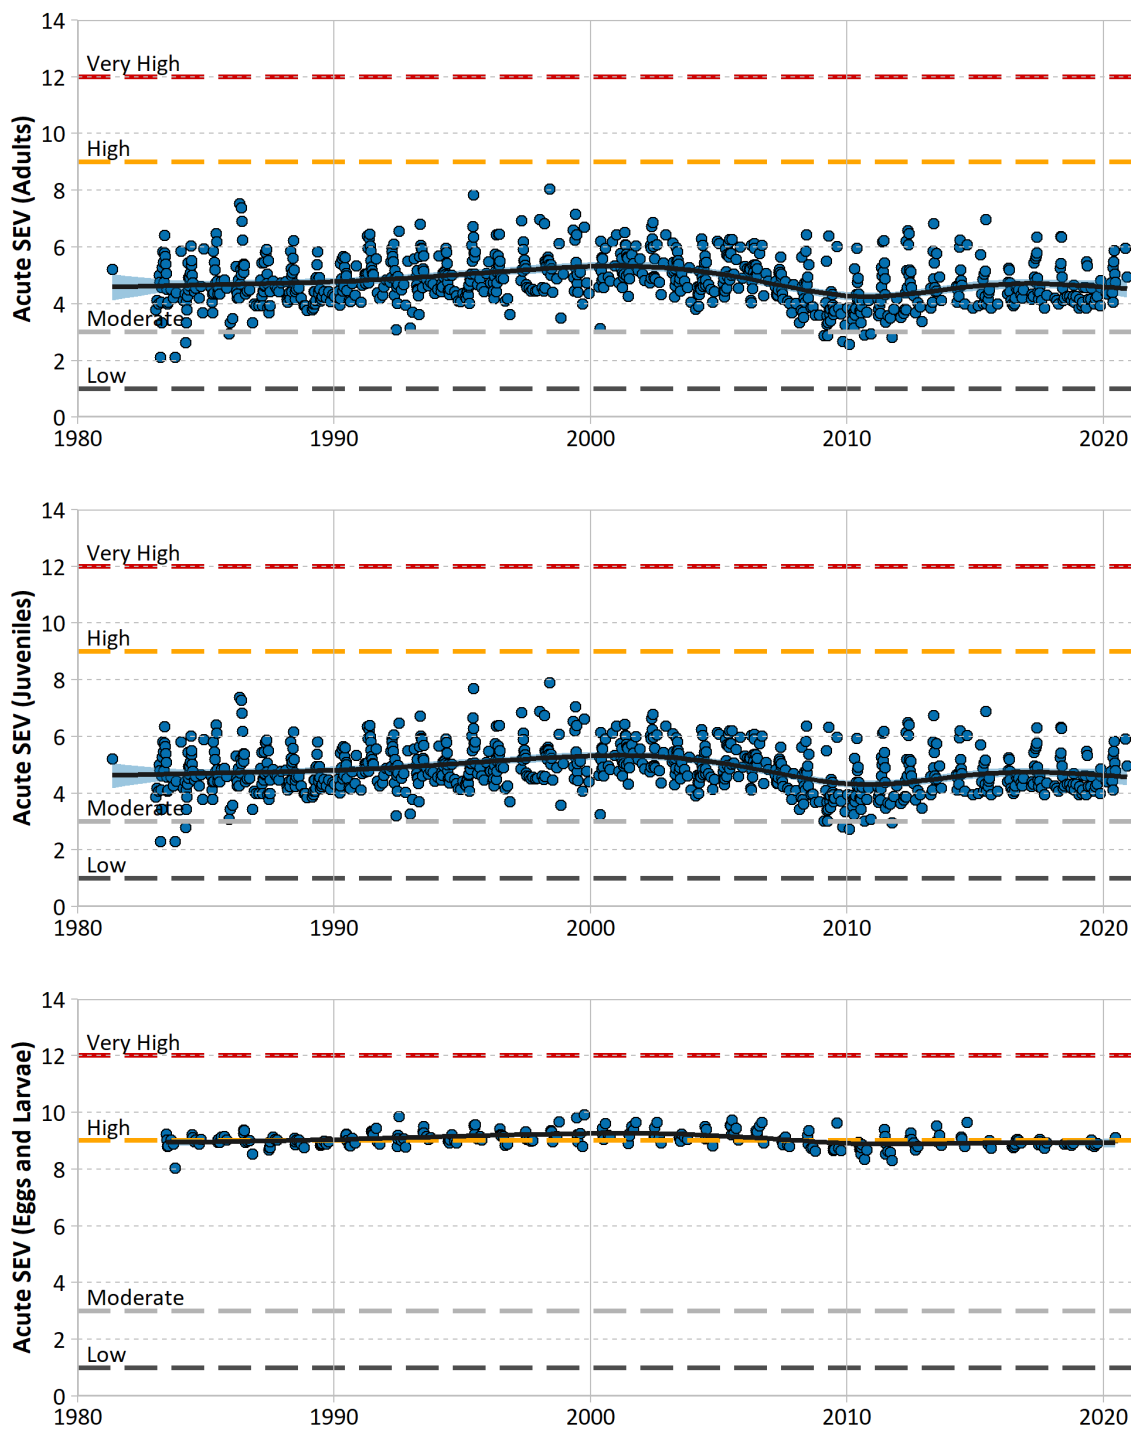 Acute SEV (Adults)
14
12
10
8
6
4
2
0
Very High
High
Moderate
Low
1980
1990
2000
2010
2020
Acute SEV (Juveniles)
14
12
10
8
6
4
2
0
Very High
High
Moderate
Low
1980
1990
2000
2010
2020
Acute SEV (Eggs and Larvae)
14
12
10
8
6
4
2
0
Very High
High
Moderate
Low
1980
1990
2000
2010
2020